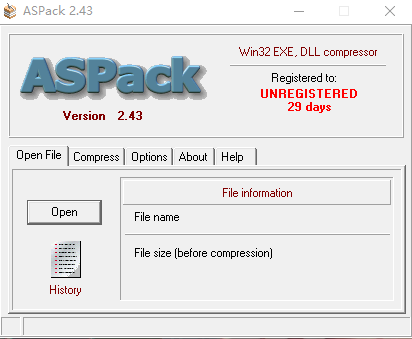 ASPack 2.43
ASPack
Version 2.43
Win32 EXE, DLL compressor
Registered to:
UNREGISTERED
29 days
Open File Compress Options About Help
Open
History
File information
File name
File size (before compression)